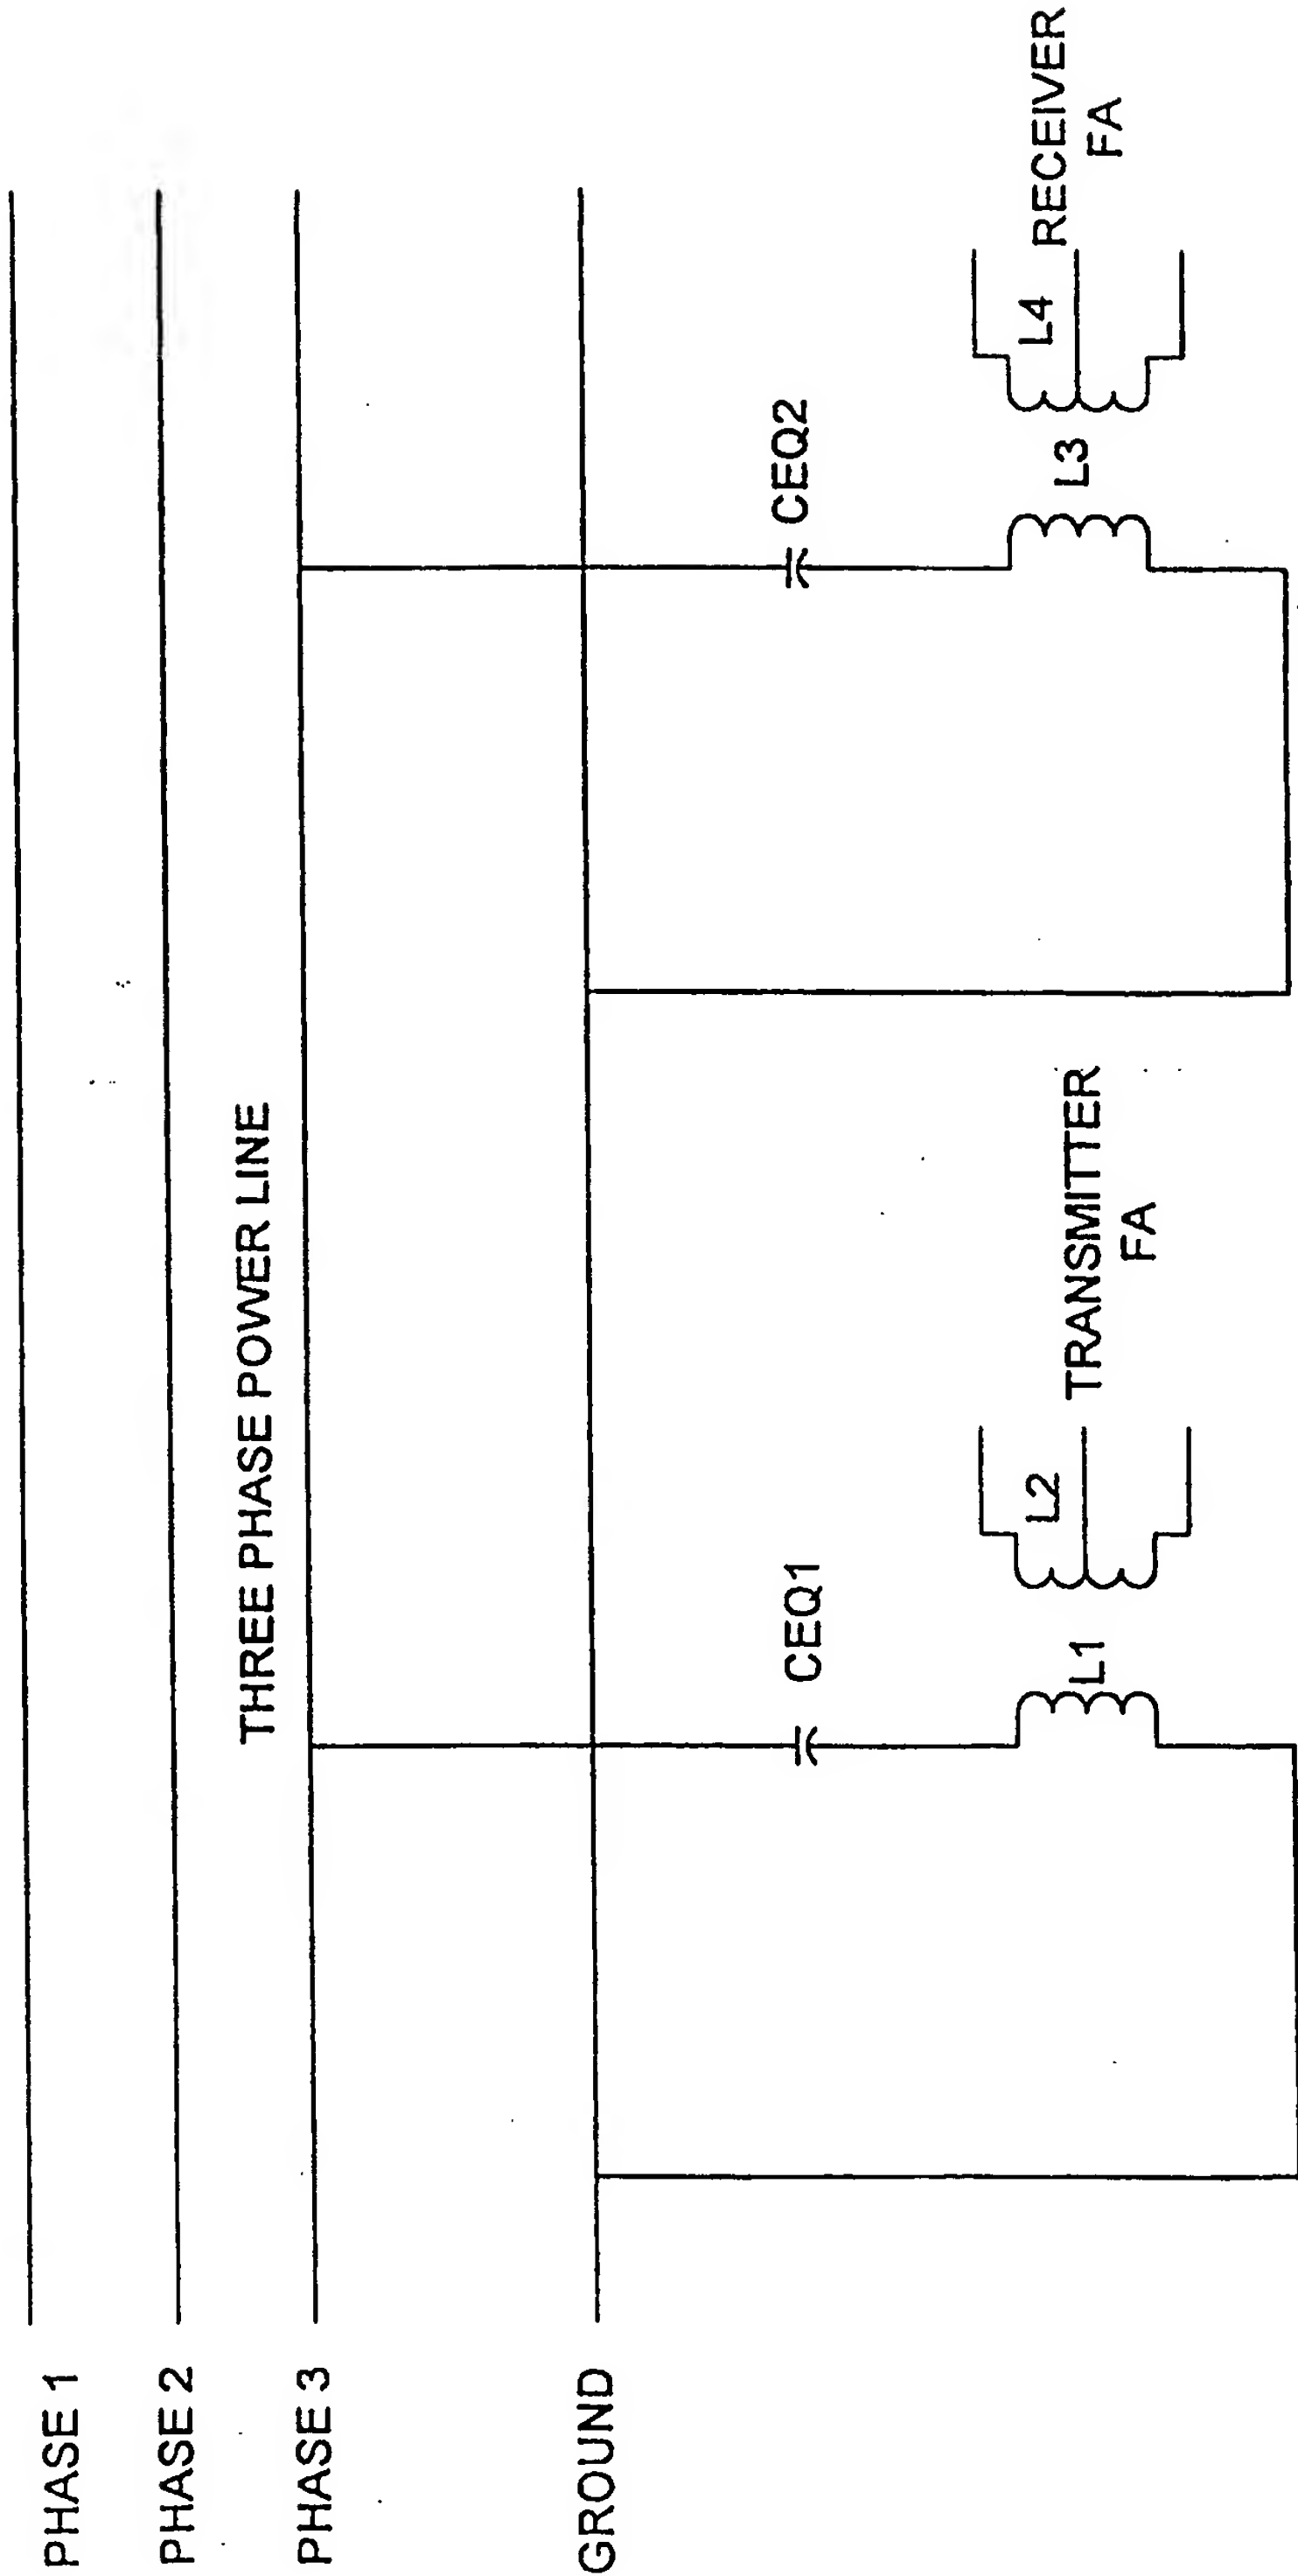 PHASE 1
PHASE 2
THREE PHASE POWER LINE
PHASE 3
GROUND
CEQ1
CEQ2
L2
L4
L1
L3
TRANSMITTER
FA
RECEIVER
FA